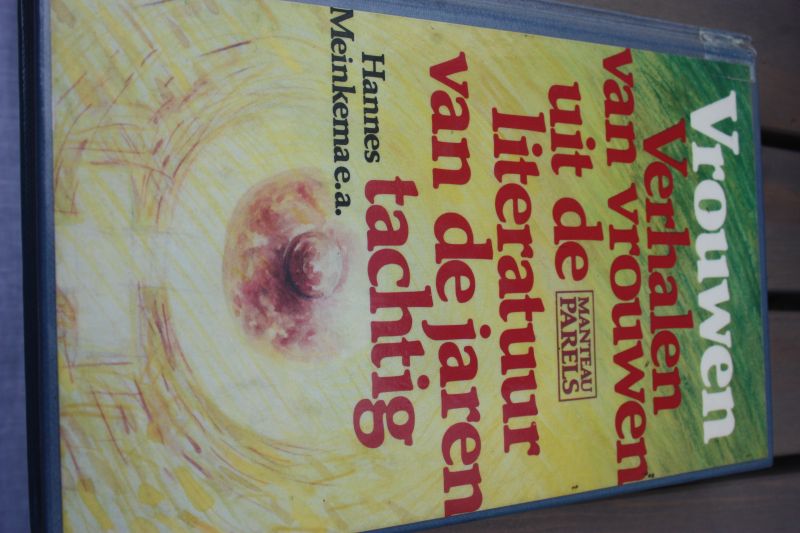 Vrouwen
Verhalen
van vrouwen
uit de
MANTEAU
PARELS
literatuur
van de jaren
tachtig
Hannes
Meinkema e.a.